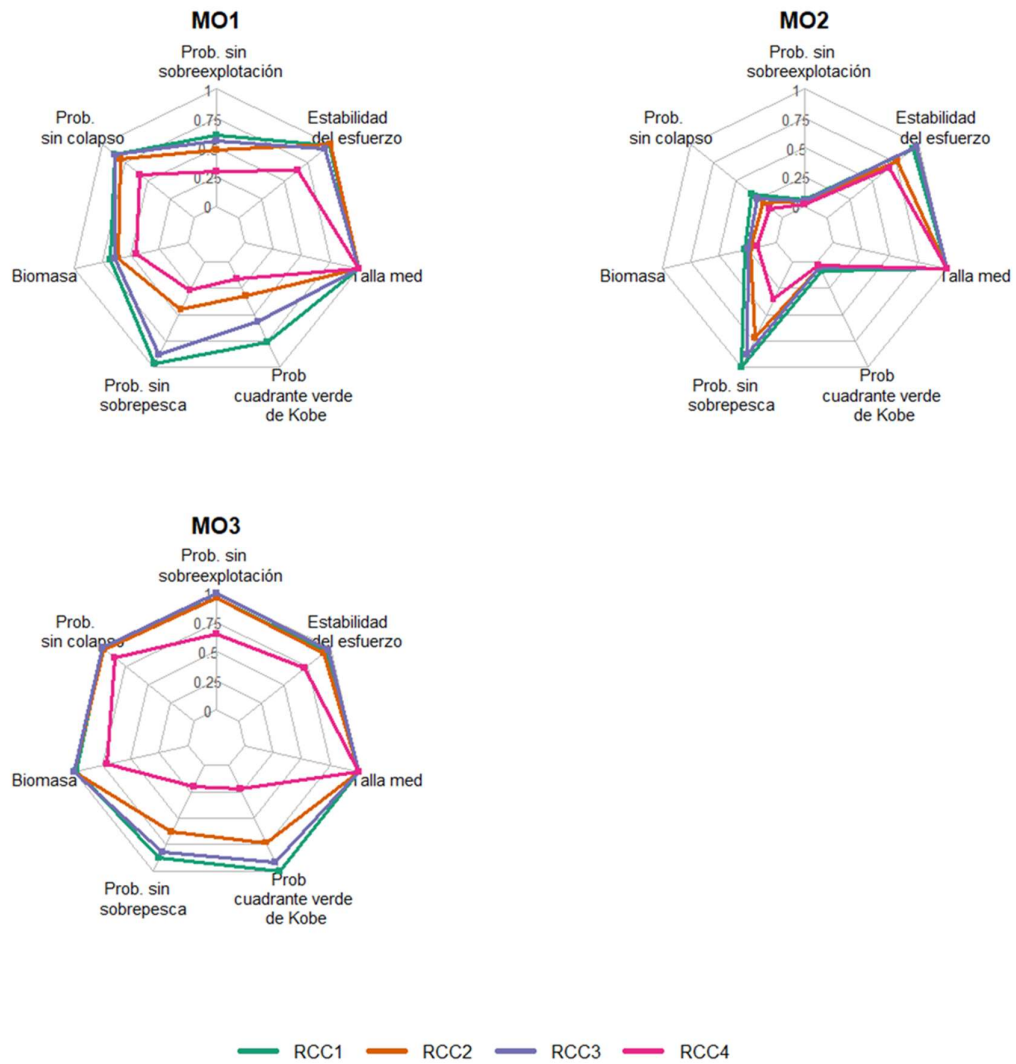 MO1
Prob. sin
sobreexplotación
Estabilidad
del esfuerzo
Prob.
sin colapso
1
0.75
0.5
0.25
0
Biomasa
Talla med
Prob. sin
sobrepesca
Prob
cuadrante verde
de Kobe
MO2
Prob. sin
sobreexplotación
Estabilidad
del esfuerzo
Prob.
sin colapso
1
0.75
0.5
0.25
0
Biomasa
Talla med
Prob. sin
sobrepesca
Prob
cuadrante verde
de Kobe
MO3
Prob. sin
sobreexplotación
Estabilidad
del esfuerzo
Prob.
sin colapso
1
0.75
0.5
0.25
0
Biomasa
Talla med
Prob. sin
sobrepesca
Prob
cuadrante verde
de Kobe
RCC1 RCC2 RCC3 RCC4